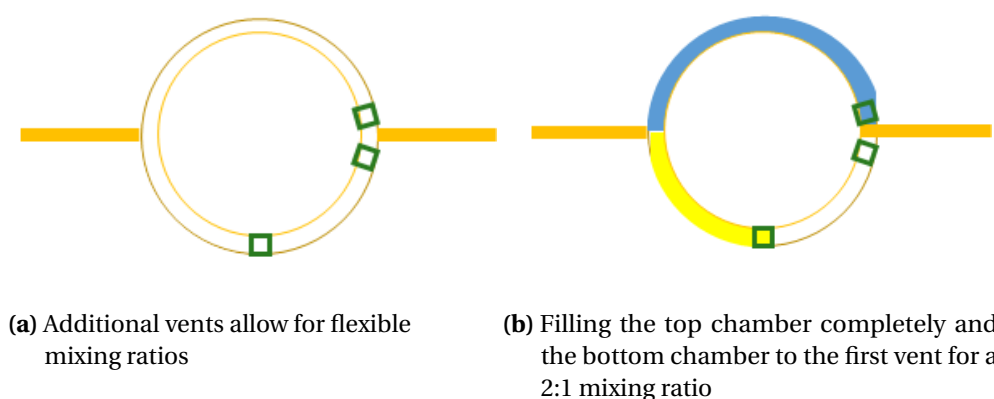 (a) Additional vents allow for flexible
mixing ratios
(b) Filling the top chamber completely and
the bottom chamber to the first vent for a
2:1 mixing ratio